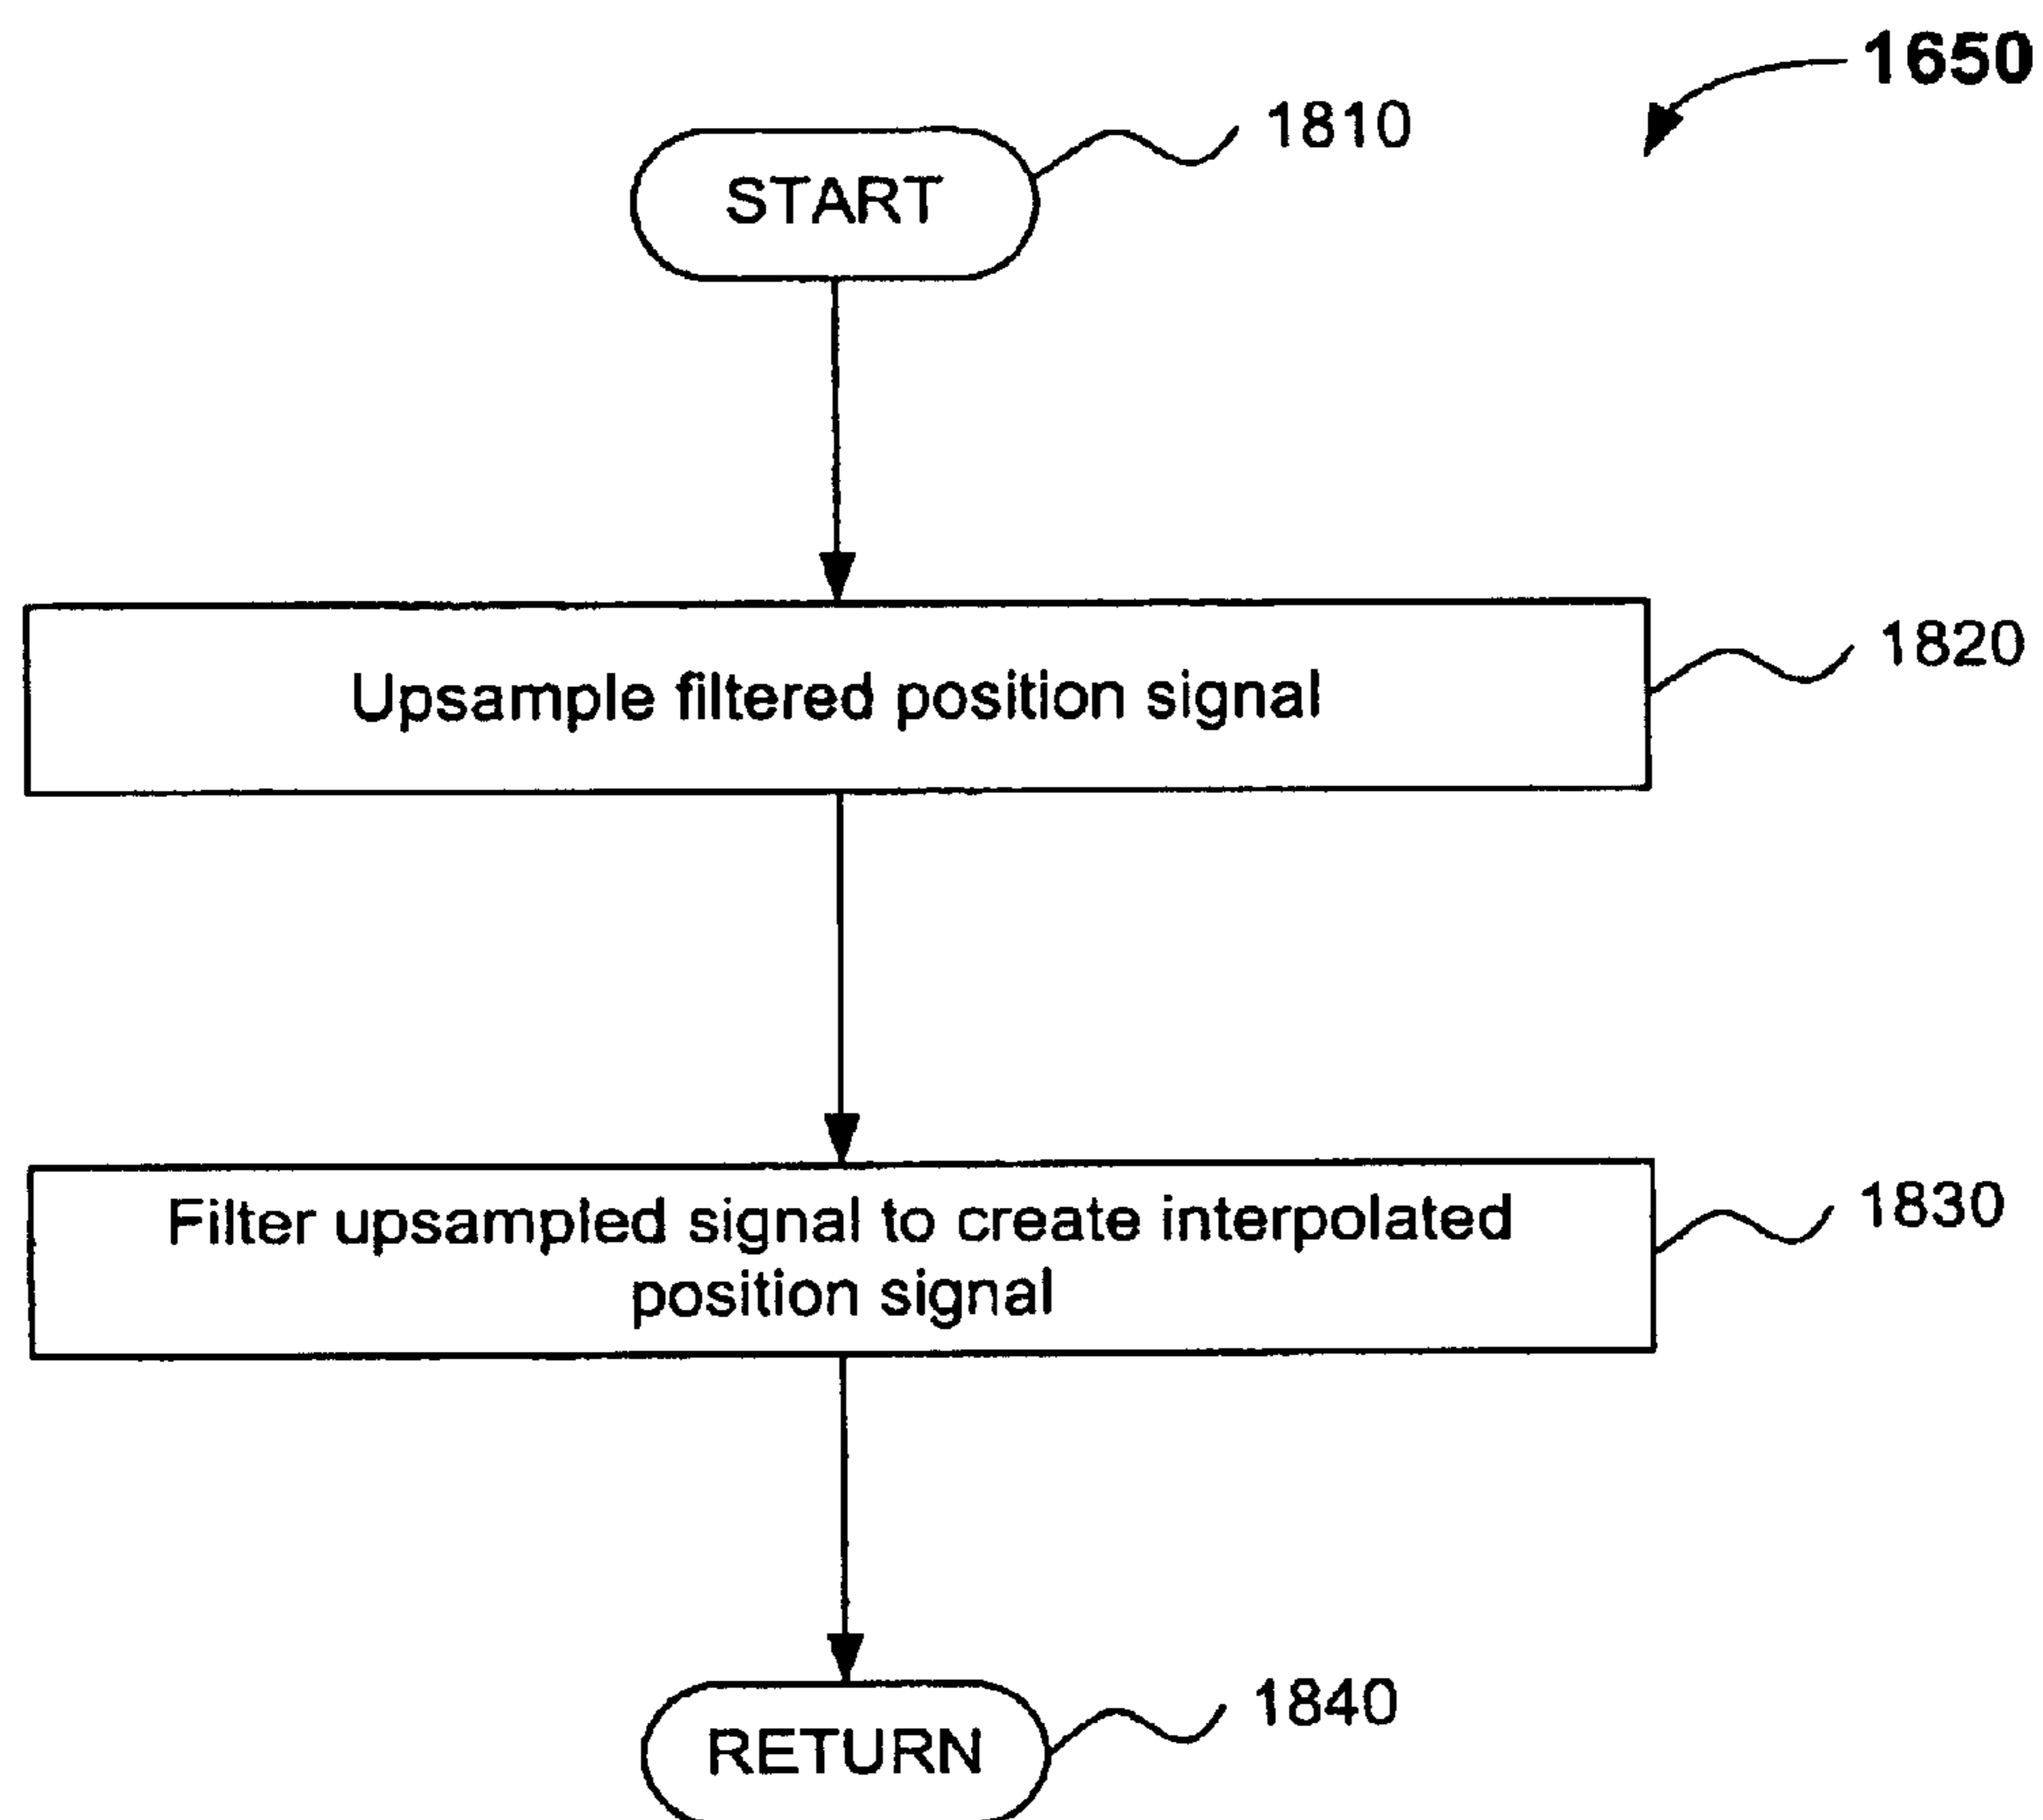 1650
1810
START
1820
Upsample filtered position signal
1830
Filter upsampled signal to create interpolated
position signal
1840
RETURN